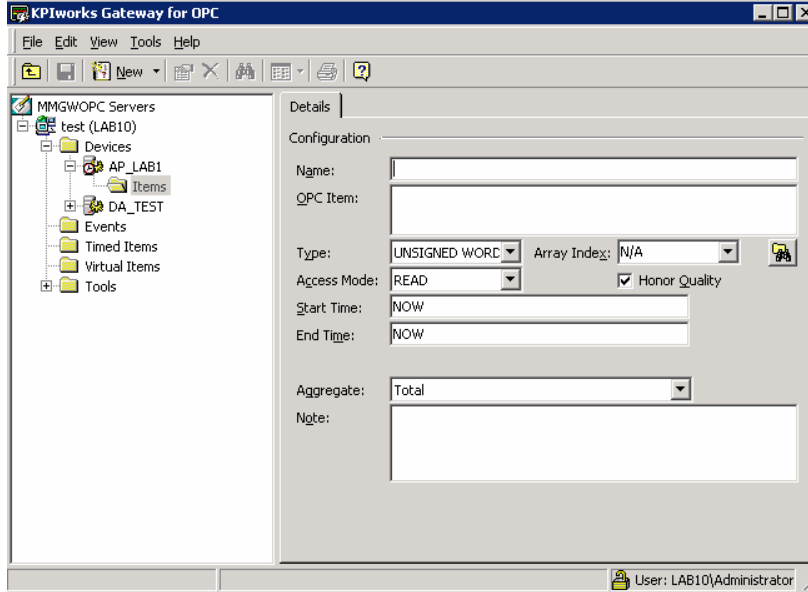 KPIworks Gateway for OPC
File Edit View Tools Help
New
MMGWOPC Servers
test (LAB10)
Devices
AP_LAB1
Items
DA_TEST
Events
Timed Items
Virtual Items
Tools
Details
Configuration
Name:
OPC Item:
Type: UNSIGNED WORD Array Index: N/A
Access Mode: READ Honor Quality
Start Time: NOW
End Time: NOW
Aggregate: Total
Note:
User: LAB10\Administrator